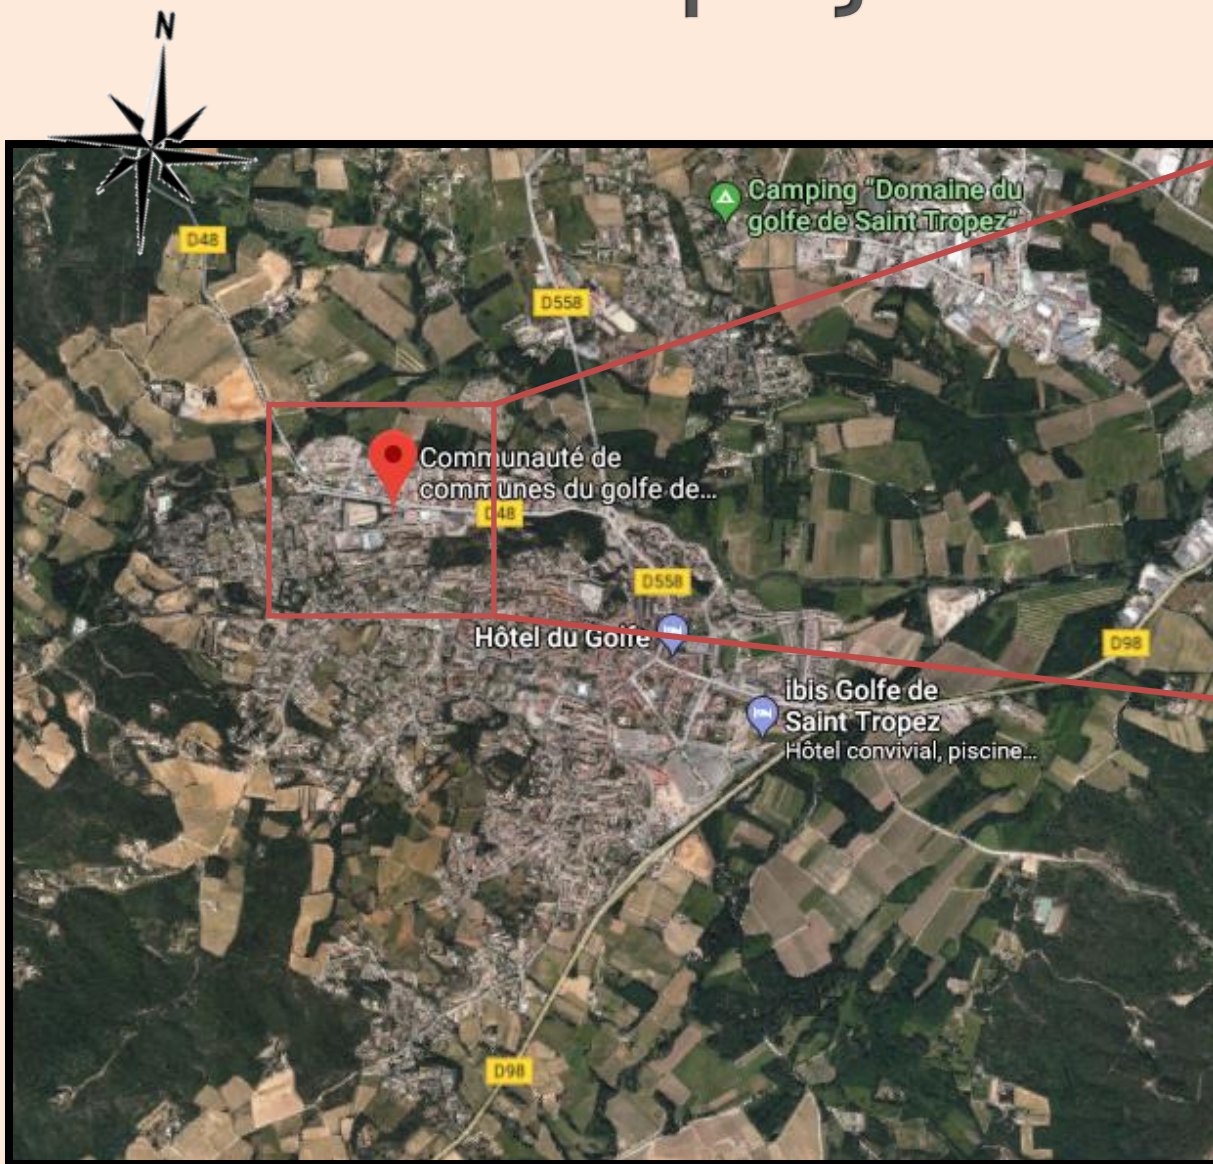 N
Camping "Domaine du
golfe de Saint Tropez"
D48
D558
Communauté de
communes du golfe de...
D48
D558
Hôtel du Golfe
D98
ibis Golfe de
Saint Tropez
Hôtel convivial, piscine...
D98